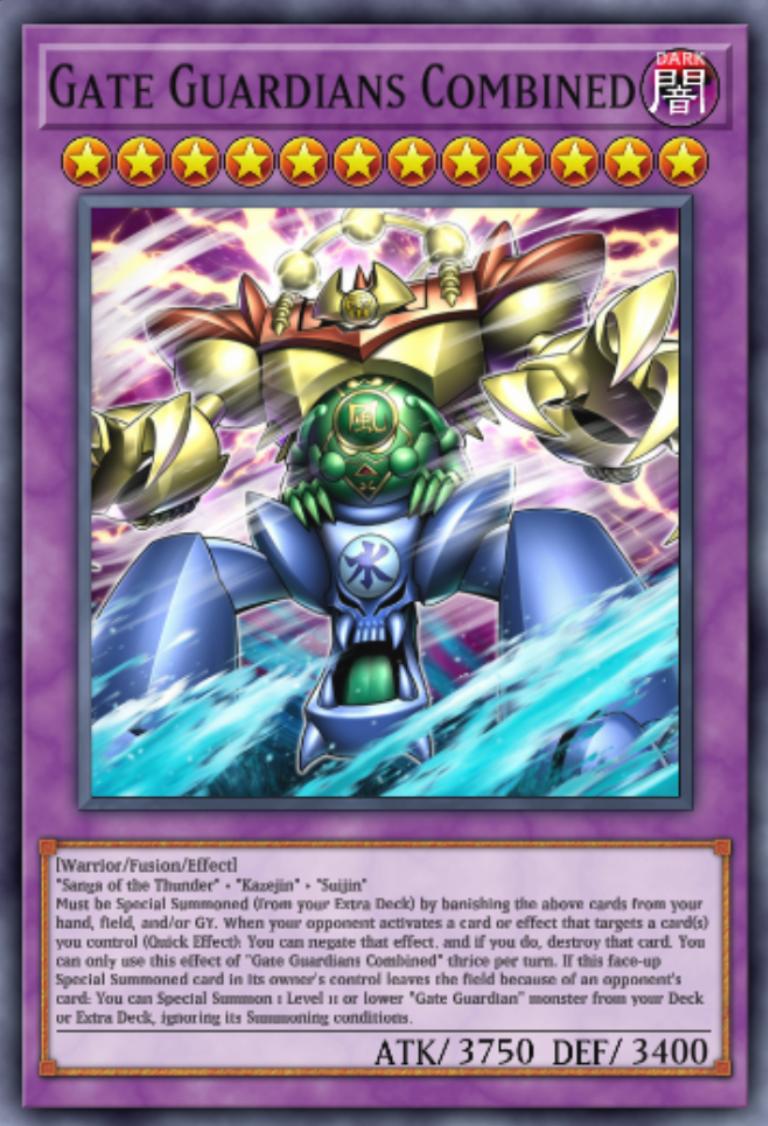 GATE GUARDIANS COMBINED
DARK
闇
風
水
[Warrior/Fusion/Effect]
"Sanga of the Thunder" + "Kazejin" + "Suijin"
Must be Special Summoned (from your Extra Deck) by banishing the above cards from your
hand, field, and/or GY. When your opponent activates a card or effect that targets a card(s)
you control (Quick Effect): You can negate that effect, and if you do, destroy that card. You
can only use this effect of "Gate Guardians Combined" thrice per turn. If this face-up
Special Summoned card in its owner's control leaves the field because of an opponent's
card: You can Special Summon 1 Level 11 or lower "Gate Guardian" monster from your Deck
or Extra Deck, ignoring its Summoning conditions.
ATK/ 3750 DEF/ 3400